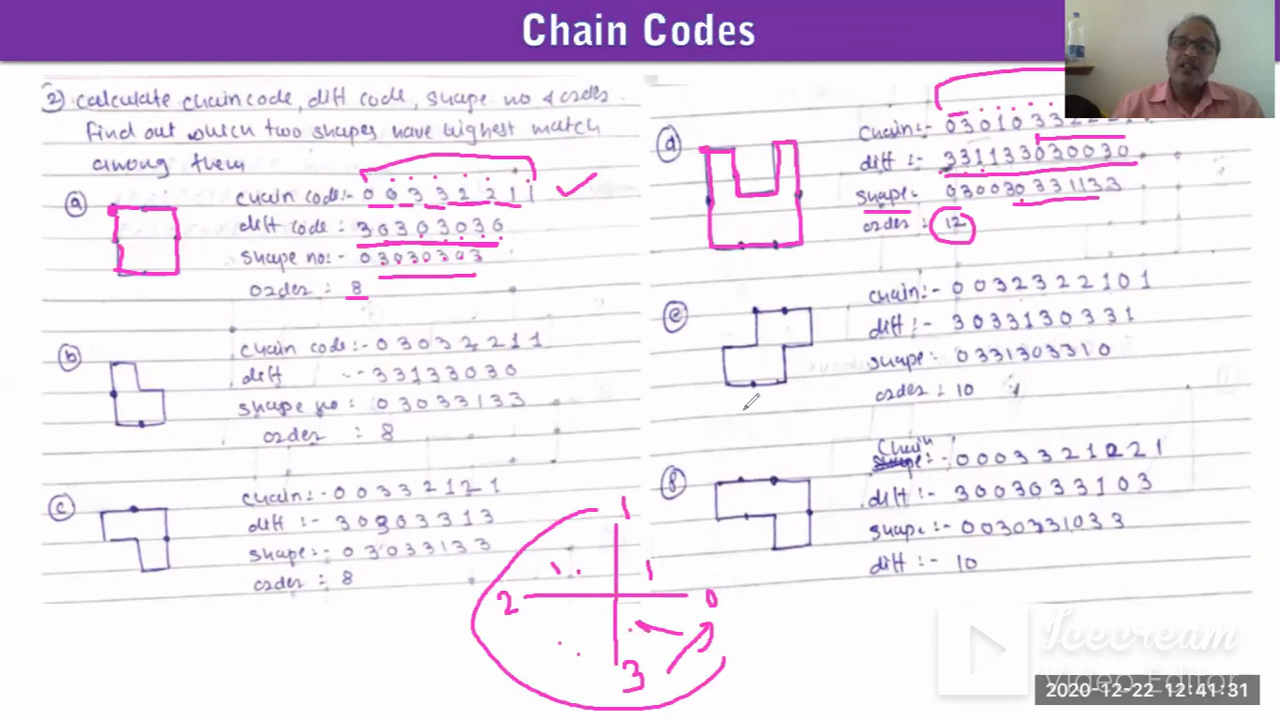 Chain Codes
2) calculate chain code, diff code, shape no & order.
Find out which two shapes have highest match
among them
a
chain code:- 0 0 3 3 2 2 1 1
diff code :- 3 0 3 0 3 0 3 0
shape no:- 0 3 0 3 0 3 0 3
order : 8
b
chain code :- 0 3 0 3 2 2 1 1
diff :- 3 3 1 3 3 0 3 0
shape no : 0 3 0 3 3 1 3 3
order : 8
c
chain :- 0 0 3 3 2 1 2 1
diff :- 3 0 3 0 3 3 1 3
shape :- 0 3 0 3 3 1 3 3
order : 8
1
2
0
1
3
d
chain :- 0 3 0 1 0 3 3 2 2
diff :- 3 3 1 1 3 3 0 3 0 0 3 0
shape:- 0 3 0 0 3 0 3 3 1 1 3 3
order : 12
e
chain :- 0 0 3 2 3 2 2 1 0 1
diff :- 3 0 3 3 1 3 0 3 3 1
shape : 0 3 3 1 3 0 3 3 1 0
order : 10
f
Chain :- 0 0 0 3 3 2 1 2 2 1
diff :- 3 0 0 3 0 3 3 1 0 3
shape :- 0 0 3 0 3 3 1 0 3 3
diff :- 10
Icecream
Video Editor
2020-12-22 12:41:31